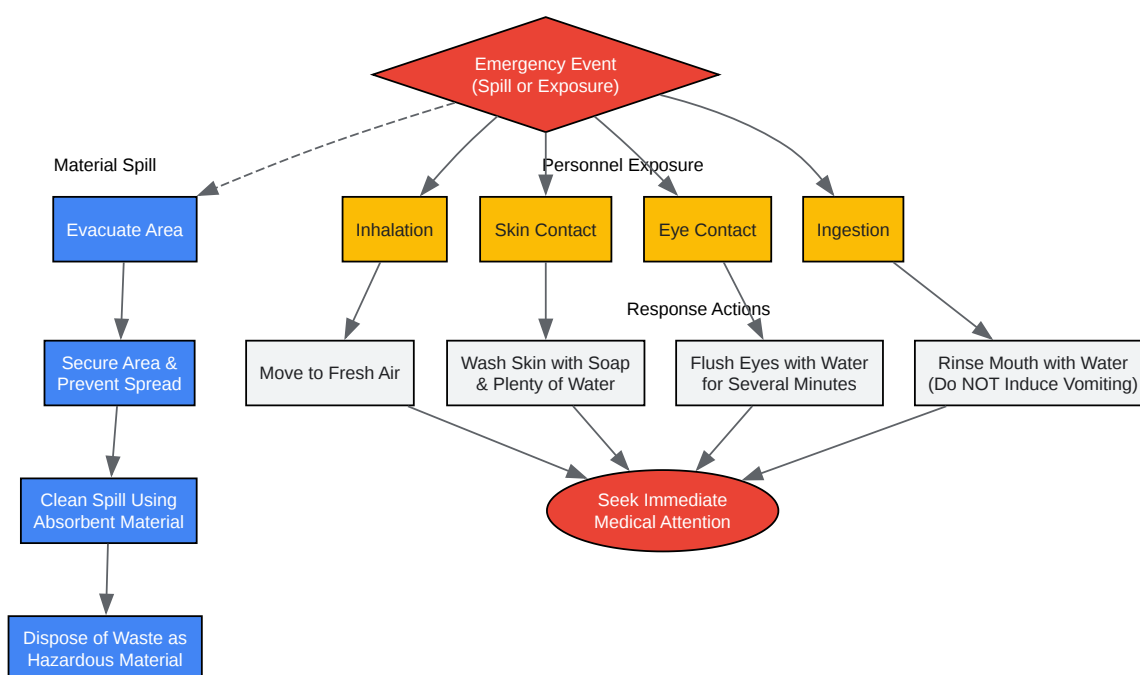 Emergency Event
(Spill or Exposure)
Material Spill
Personnel Exposure
Evacuate Area
Inhalation
Skin Contact
Eye Contact
Ingestion
Response Actions
Secure Area &
Prevent Spread
Move to Fresh Air
Wash Skin with Soap
& Plenty of Water
Flush Eyes with Water
for Several Minutes
Rinse Mouth with Water
(Do NOT Induce Vomiting)
Clean Spill Using
Absorbent Material
Seek Immediate
Medical Attention
Dispose of Waste as
Hazardous Material